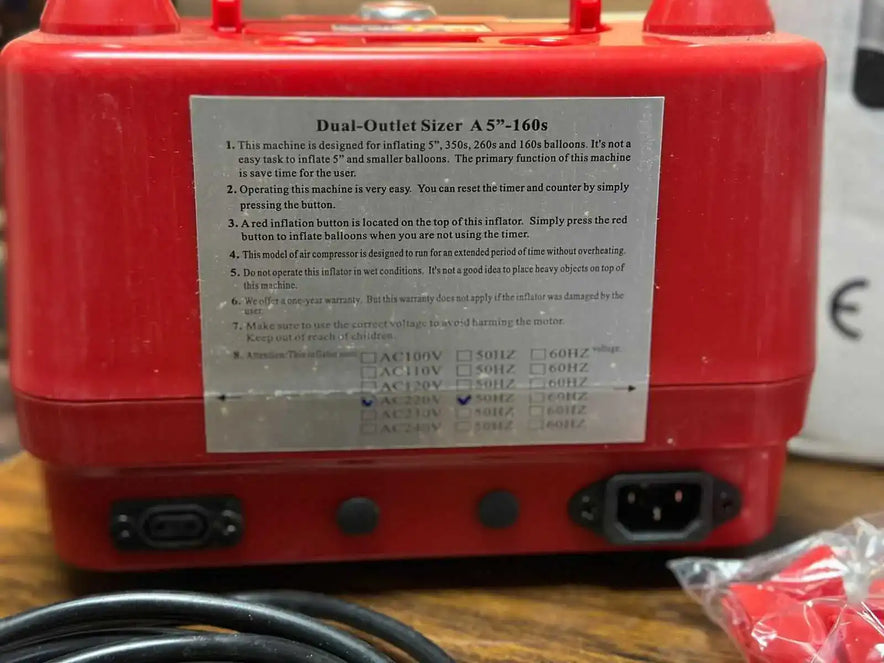 Dual-Outlet Sizer A 5”-160s
1. This machine is designed for inflating 5”, 350s, 260s and 160s balloons. It's not a
easy task to inflate 5” and smaller balloons. The primary function of this machine
is save time for the user.
2. Operating this machine is very easy. You can reset the timer and counter by simply
pressing the button.
3. A red inflation button is located on the top of this inflator. Simply press the red
button to inflate balloons when you are not using the timer.
4. This model of air compressor is designed to run for an extended period of time without overheating.
5. Do not operate this inflator in wet conditions. It's not a good idea to place heavy objects on top of
this machine.
6. We offer a one-year warranty. But this warranty does not apply if the inflator was damaged by the
user.
7. Make sure to use the correct voltage to avoid harming the motor.
Keep out of reach of children.
8. Attention: This inflator uses AC100V 50HZ 60HZ voltage.
AC110V 50HZ 60HZ
AC120V 50HZ 60HZ
AC220V 50HZ 60HZ
AC230V 50HZ 60HZ
AC240V 50HZ 60HZ
CE